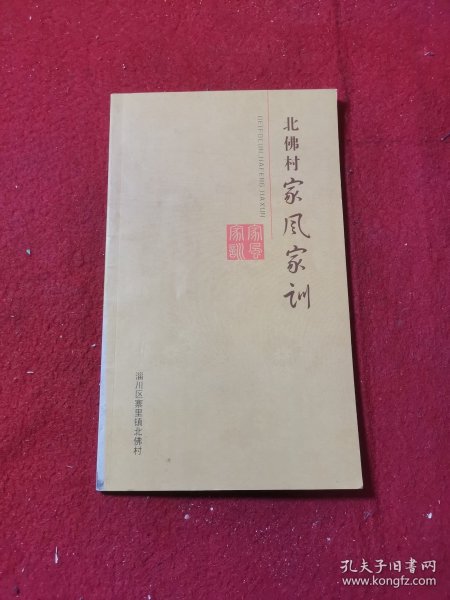 北佛村家风家训
BEIFOCUN JIAFENG JIAXUN
家风
家训
淄川区寨里镇北佛村
孔夫子旧书网
www.kongfz.com